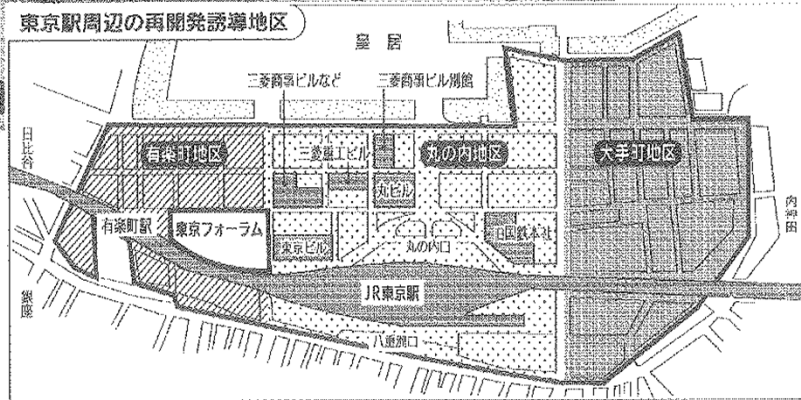 東京駅周辺の再開発誘導地区
皇居
三菱商事ビルなど
三菱商事ビル別館
日比谷
有楽町地区
三菱重工ビル
丸の内地区
大手町地区
丸ビル
内神田
有楽町駅
東京フォーラム
東京ビル
丸の内口
旧国鉄本社
銀座
JR東京駅
八重洲口